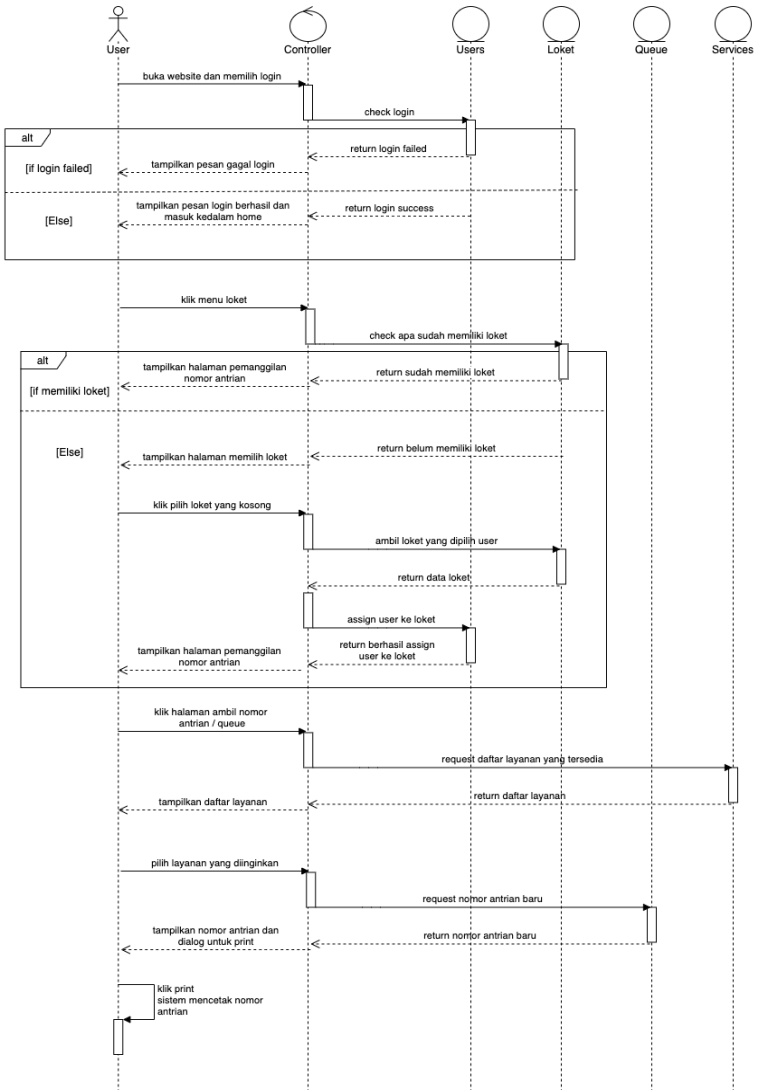 User
Controller
Users
Loket
Queue
Services
buka website dan memilih login
check login
alt
return login failed
[if login failed]
tampilkan pesan gagal login
tampilkan pesan login berhasil dan
masuk kedalam home
return login success
[Else]
klik menu loket
check apa sudah memiliki loket
alt
tampilkan halaman pemanggilan
nomor antrian
return sudah memiliki loket
[if memiliki loket]
[Else]
return belum memiliki loket
tampilkan halaman memilih loket
klik pilih loket yang kosong
ambil loket yang dipilih user
return data loket
assign user ke loket
return berhasil assign
user ke loket
tampilkan halaman pemanggilan
nomor antrian
klik halaman ambil nomor
antrian / queue
request daftar layanan yang tersedia
return daftar layanan
tampilkan daftar layanan
pilih layanan yang diinginkan
request nomor antrian baru
tampilkan nomor antrian dan
dialog untuk print
return nomor antrian baru
klik print
sistem mencetak nomor
antrian